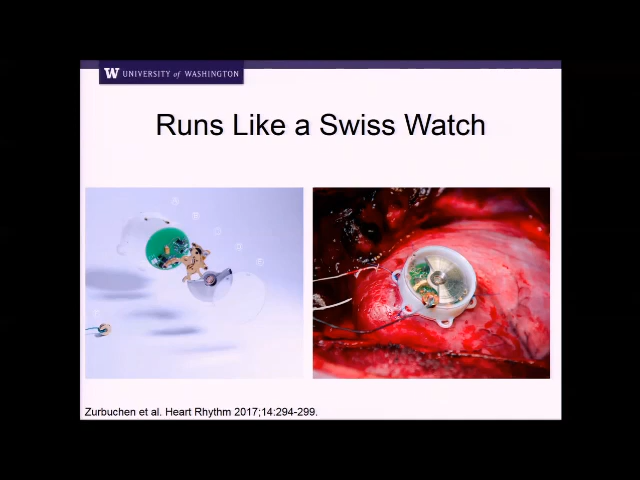 W UNIVERSITY of WASHINGTON
Runs Like a Swiss Watch
Zurbuchen et al. Heart Rhythm 2017;14:294-299.